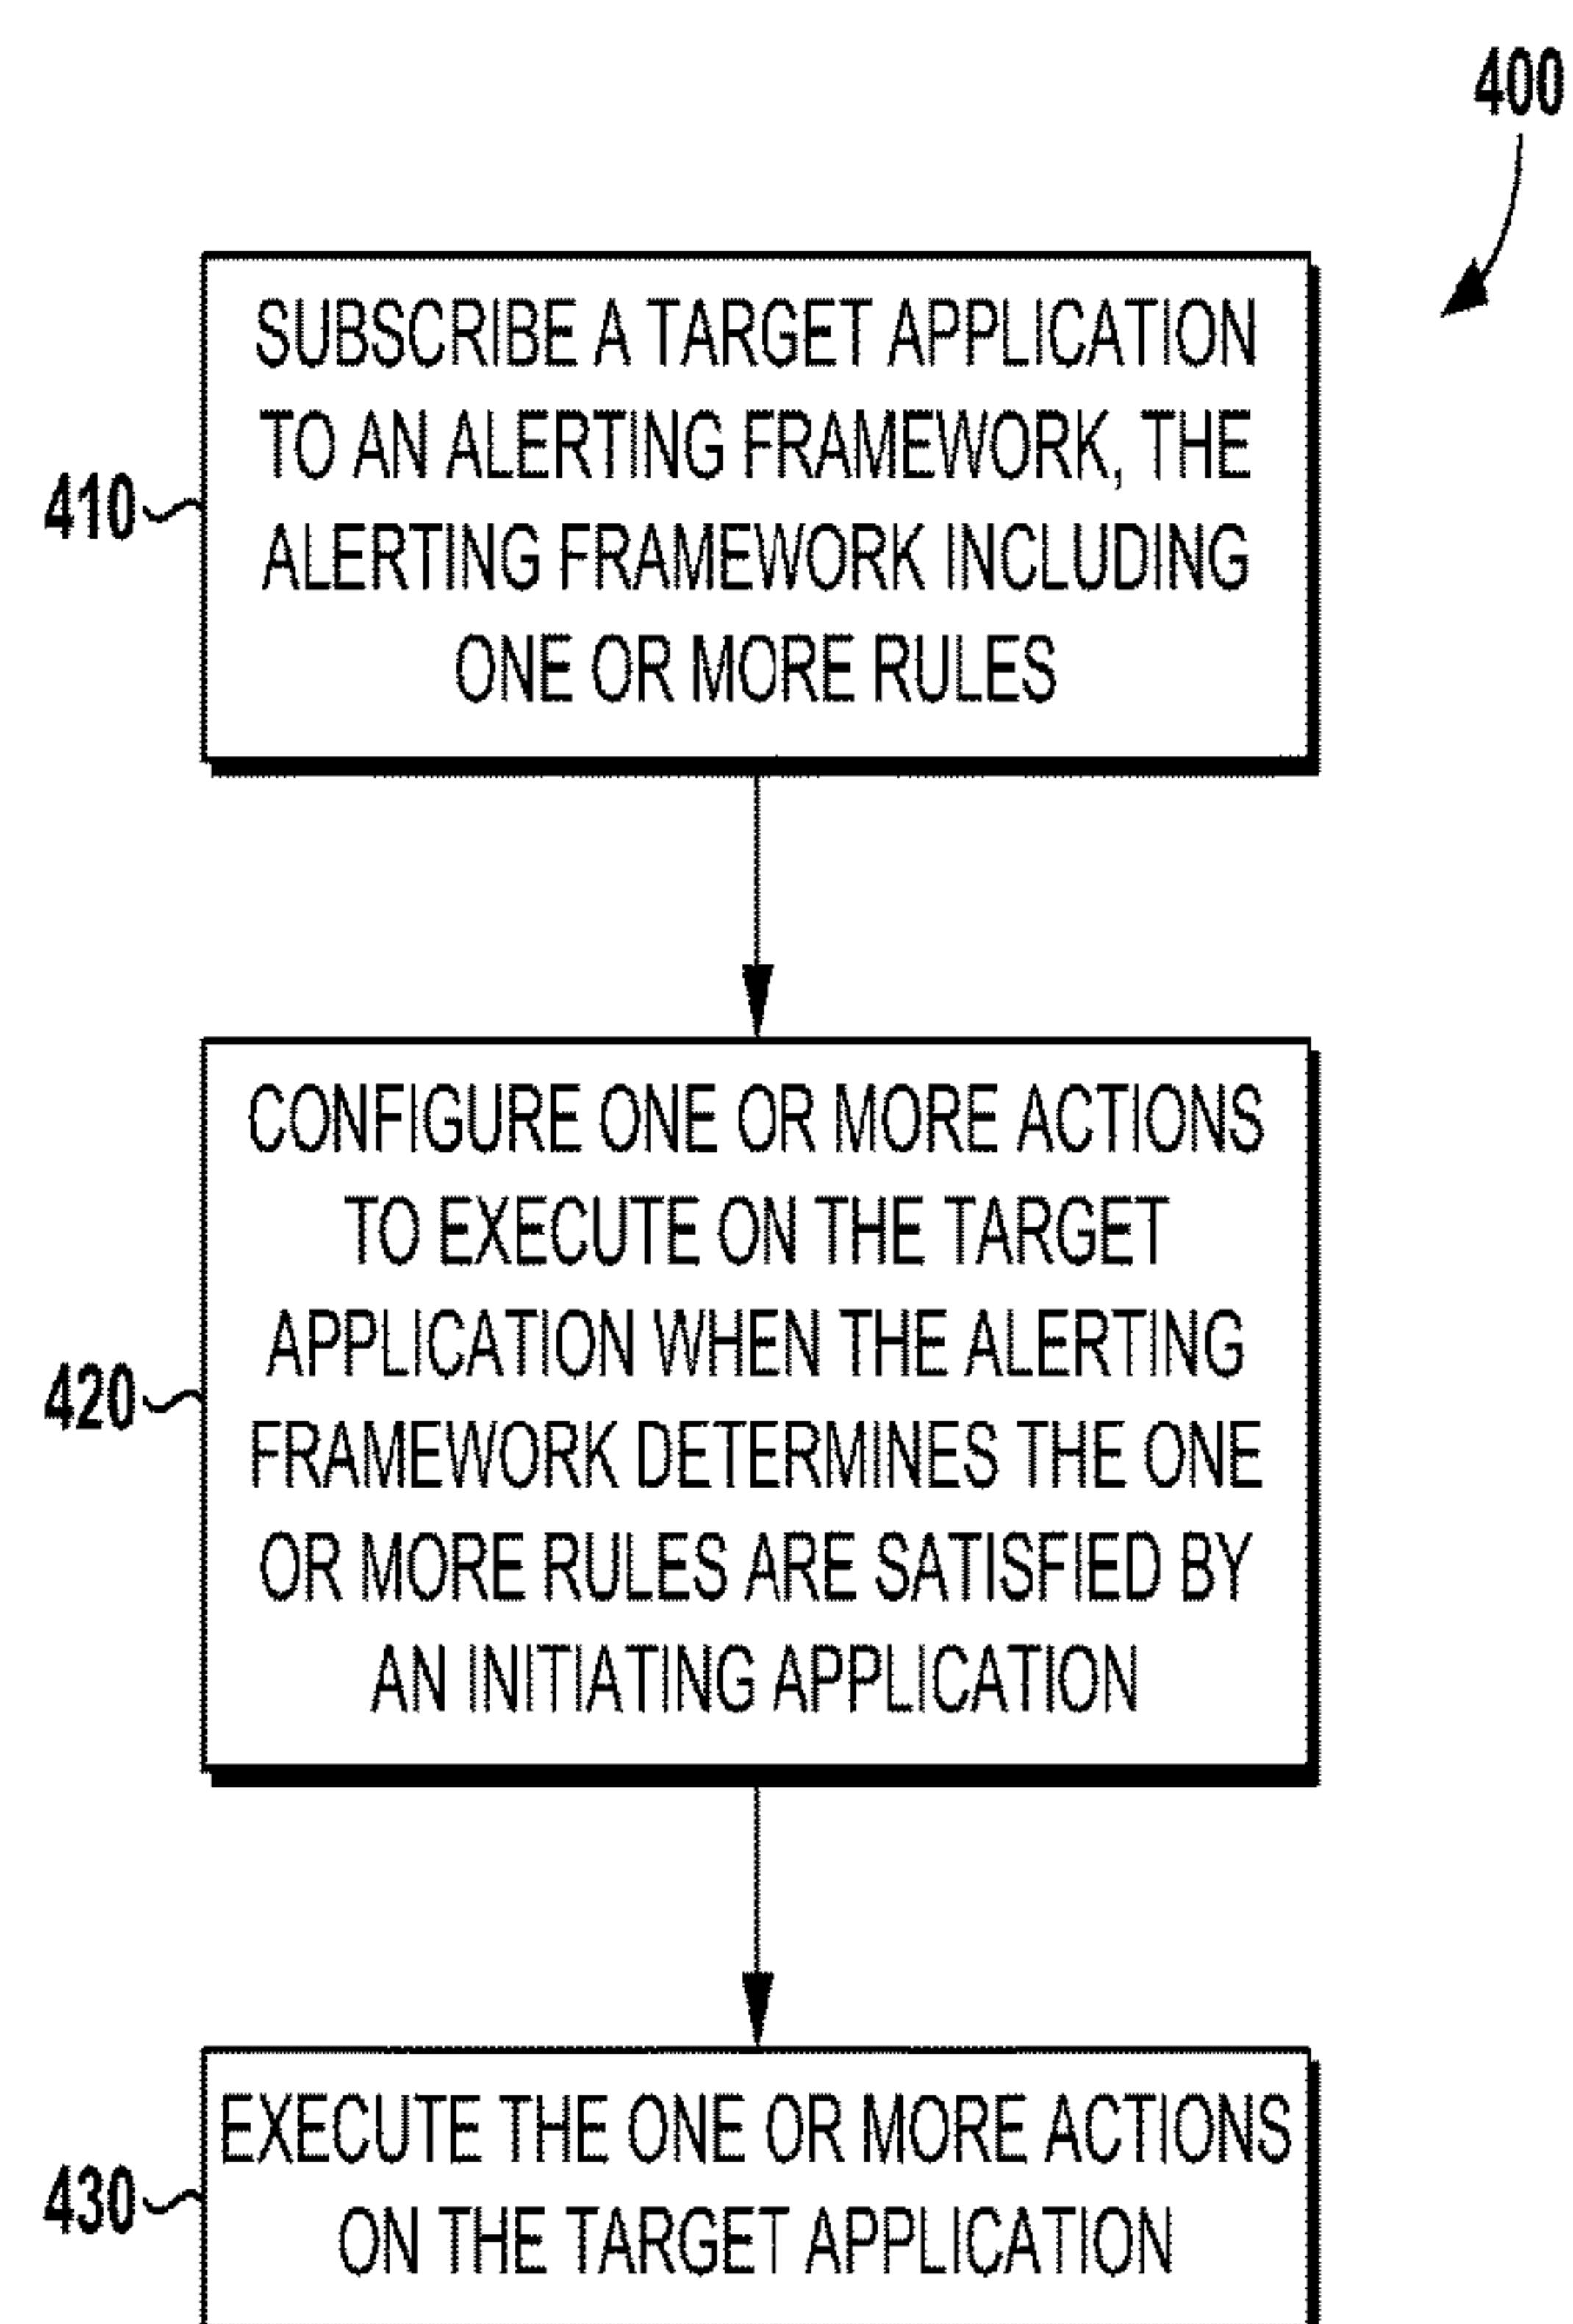 400
SUBSCRIBE A TARGET APPLICATION
TO AN ALERTING FRAMEWORK, THE
ALERTING FRAMEWORK INCLUDING
ONE OR MORE RULES
410
CONFIGURE ONE OR MORE ACTIONS
TO EXECUTE ON THE TARGET
APPLICATION WHEN THE ALERTING
FRAMEWORK DETERMINES THE ONE
OR MORE RULES ARE SATISFIED BY
AN INITIATING APPLICATION
420
EXECUTE THE ONE OR MORE ACTIONS
ON THE TARGET APPLICATION
430